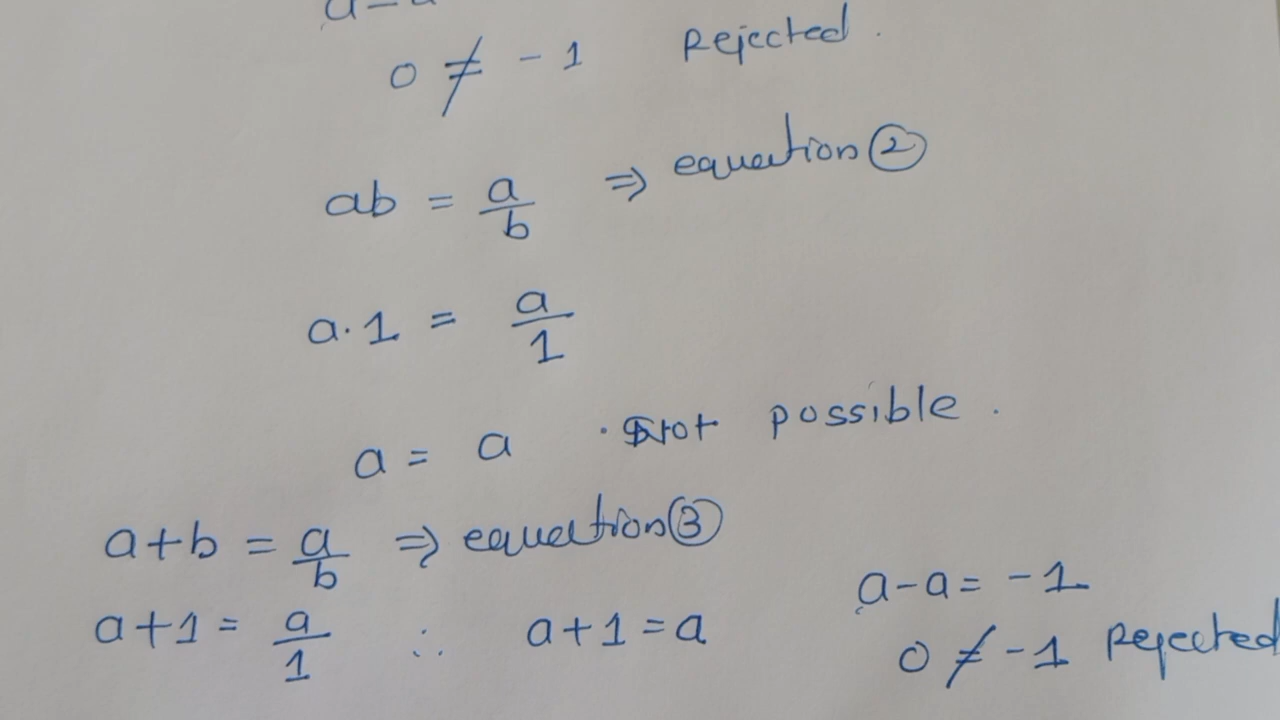 0 ≠ -1 Rejected.
ab = a/b ⇒ equation ②
a·1 = a/1
a = a . Not possible.
a+b = a/b ⇒ equation ③
a+1 = a/1 ∴ a+1 = a
a-a = -1
0 ≠ -1 Rejected